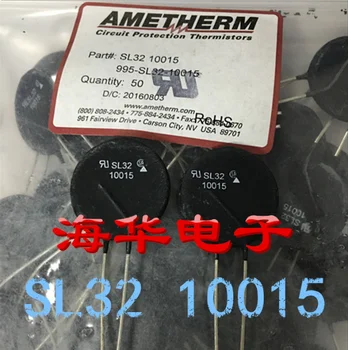 AMETHERM
Circuit Protection Thermistors
Part#: SL32 10015
995-SL32-10015
Quantity: 50
D/C: 20160803
RoHS
www.ametherm.com
(800) 808-2434 • 775-884-2434 •
961 Fairview Drive • Carson City, NV USA 89701
SL32
10015
SL32
10015
海华电子
SL32 10015